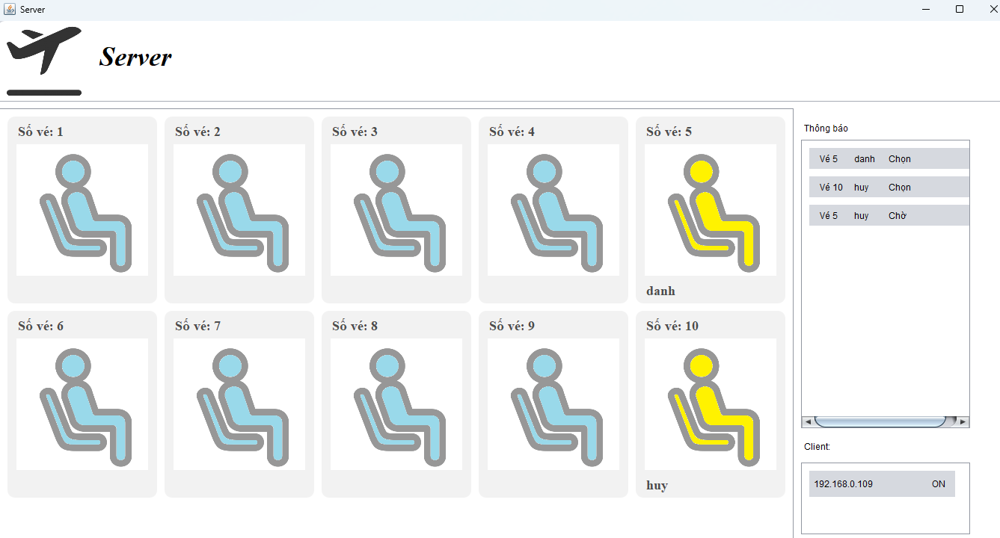 Server
Server
Số vé: 1
Số vé: 2
Số vé: 3
Số vé: 4
Số vé: 5
danh
Số vé: 6
Số vé: 7
Số vé: 8
Số vé: 9
Số vé: 10
huy
Thông báo
Vé 5 danh Chọn
Vé 10 huy Chọn
Vé 5 huy Chờ
Client:
192.168.0.109 ON